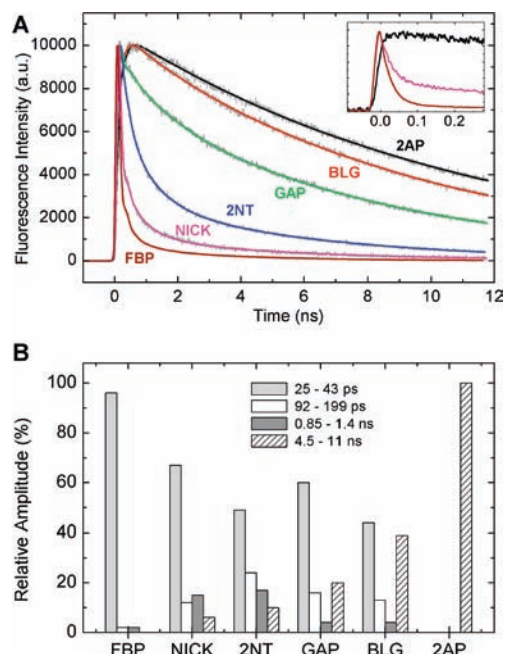 A
Fluorescence Intensity (a.u.)
10000
8000
6000
4000
2000
0
0 2 4 6 8 10 12
Time (ns)
2AP
BLG
GAP
2NT
NICK
FBP
0.0 0.1 0.2
B
Relative Amplitude (%)
100
80
60
40
20
0
25 - 43 ps
92 - 199 ps
0.85 - 1.4 ns
4.5 - 11 ns
FBP NICK 2NT GAP BLG 2AP